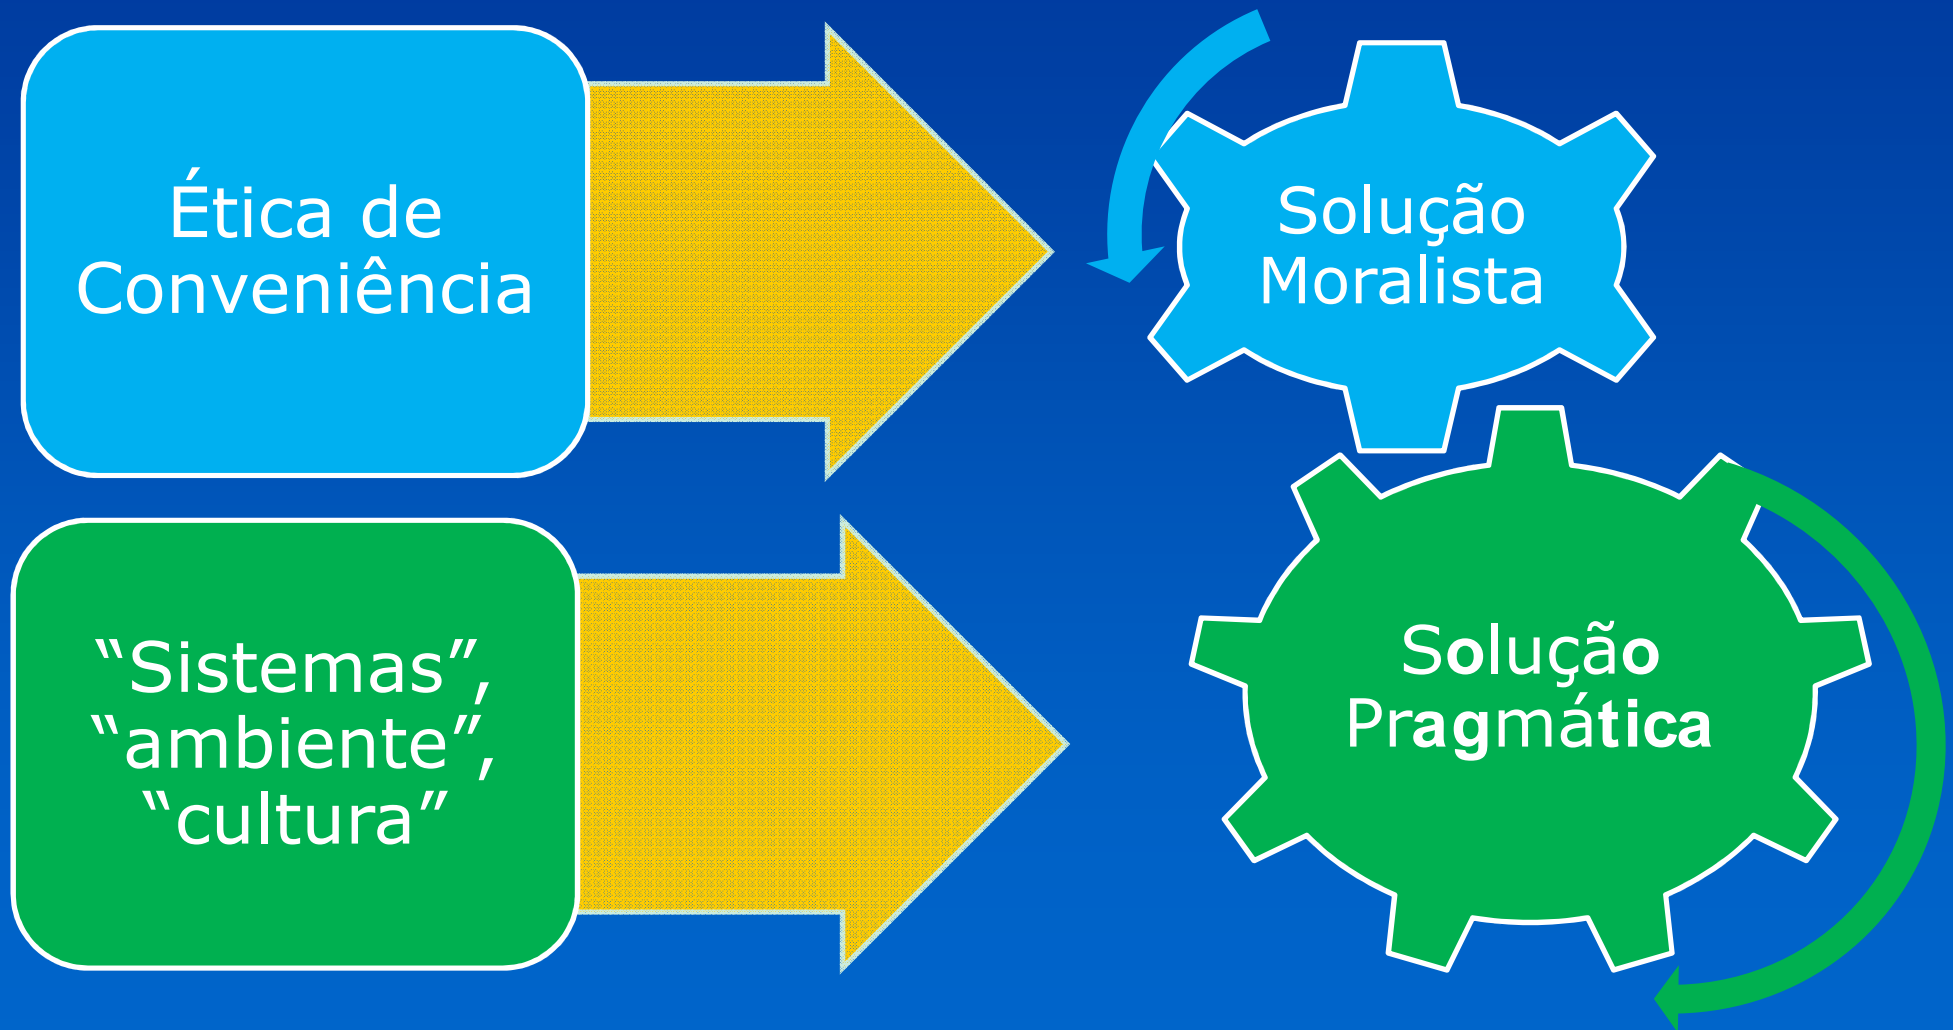 Ética de
Conveniência
Solução
Moralista
“Sistemas”,
“ambiente”,
“cultura”
Solução
Pragmática